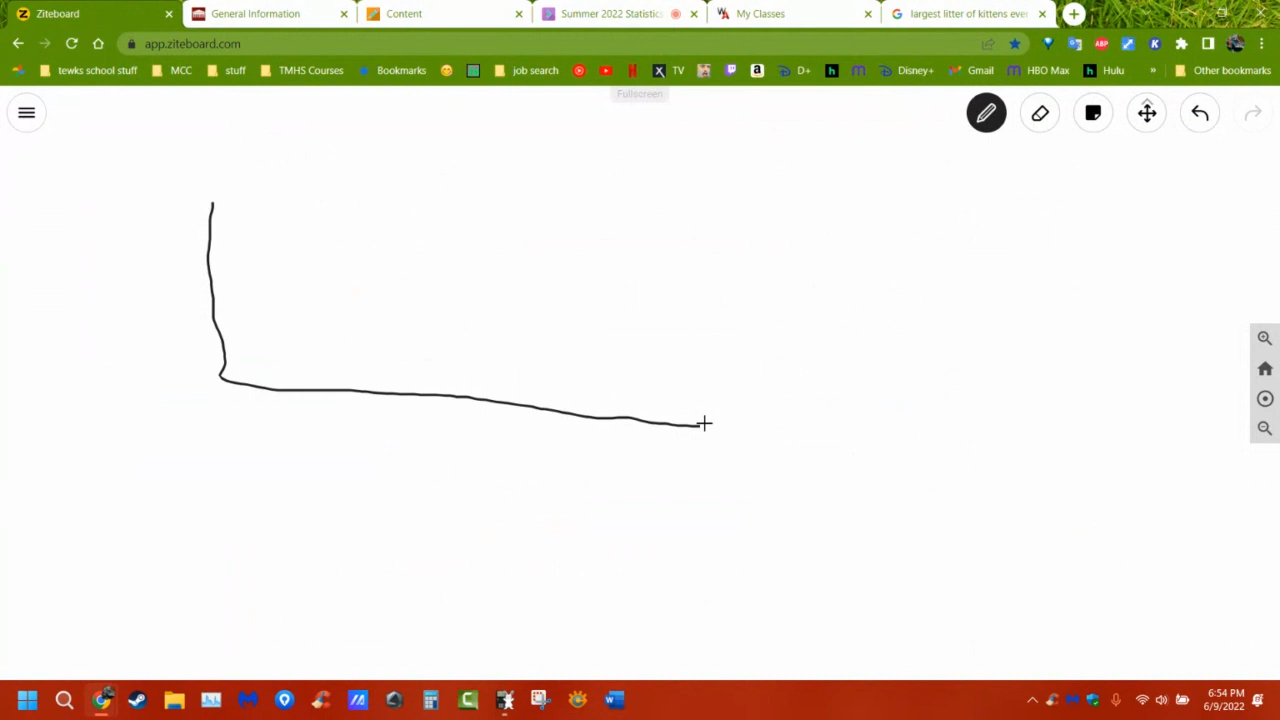 Ziteboard
General Information
Content
Summer 2022 Statistics
My Classes
largest litter of kittens eve
app.ziteboard.com
tewks school stuff
MCC
stuff
TMHS Courses
Bookmarks
job search
TV
D+
Disney+
Gmail
HBO Max
Hulu
»
Other bookmarks
Fullscreen
6:54 PM
6/9/2022